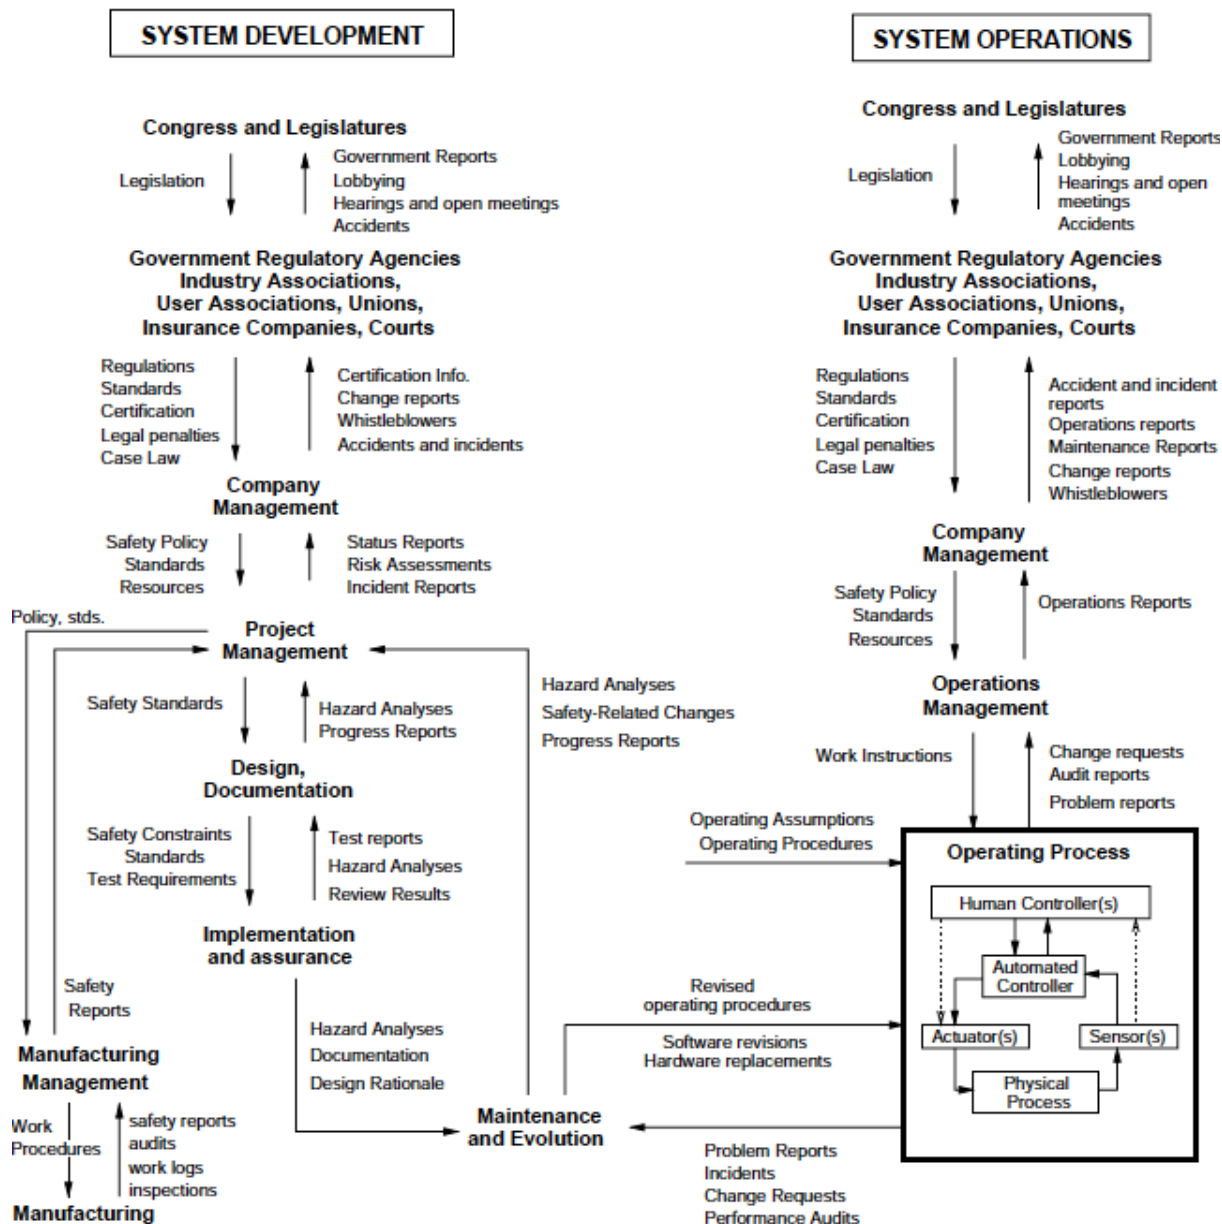 SYSTEM DEVELOPMENT
Congress and Legislatures
Legislation
Government Reports
Lobbying
Hearings and open meetings
Accidents
Government Regulatory Agencies
Industry Associations,
User Associations, Unions,
Insurance Companies, Courts
Regulations
Standards
Certification
Legal penalties
Case Law
Certification Info.
Change reports
Whistleblowers
Accidents and incidents
Company
Management
Safety Policy
Standards
Resources
Status Reports
Risk Assessments
Incident Reports
Policy, stds.
Project
Management
Safety Standards
Hazard Analyses
Progress Reports
Hazard Analyses
Safety-Related Changes
Progress Reports
Design,
Documentation
Safety Constraints
Standards
Test Requirements
Test reports
Hazard Analyses
Review Results
Implementation
and assurance
Safety
Reports
Hazard Analyses
Documentation
Design Rationale
Manufacturing
Management
Work
Procedures
safety reports
audits
work logs
inspections
Manufacturing
Maintenance
and Evolution
SYSTEM OPERATIONS
Congress and Legislatures
Legislation
Government Reports
Lobbying
Hearings and open
meetings
Accidents
Government Regulatory Agencies
Industry Associations,
User Associations, Unions,
Insurance Companies, Courts
Regulations
Standards
Certification
Legal penalties
Case Law
Accident and incident
reports
Operations reports
Maintenance Reports
Change reports
Whistleblowers
Company
Management
Safety Policy
Standards
Resources
Operations Reports
Operations
Management
Work Instructions
Change requests
Audit reports
Problem reports
Operating Assumptions
Operating Procedures
Operating Process
Human Controller(s)
Automated
Controller
Actuator(s)
Sensor(s)
Physical
Process
Revised
operating procedures
Software revisions
Hardware replacements
Problem Reports
Incidents
Change Requests
Performance Audits